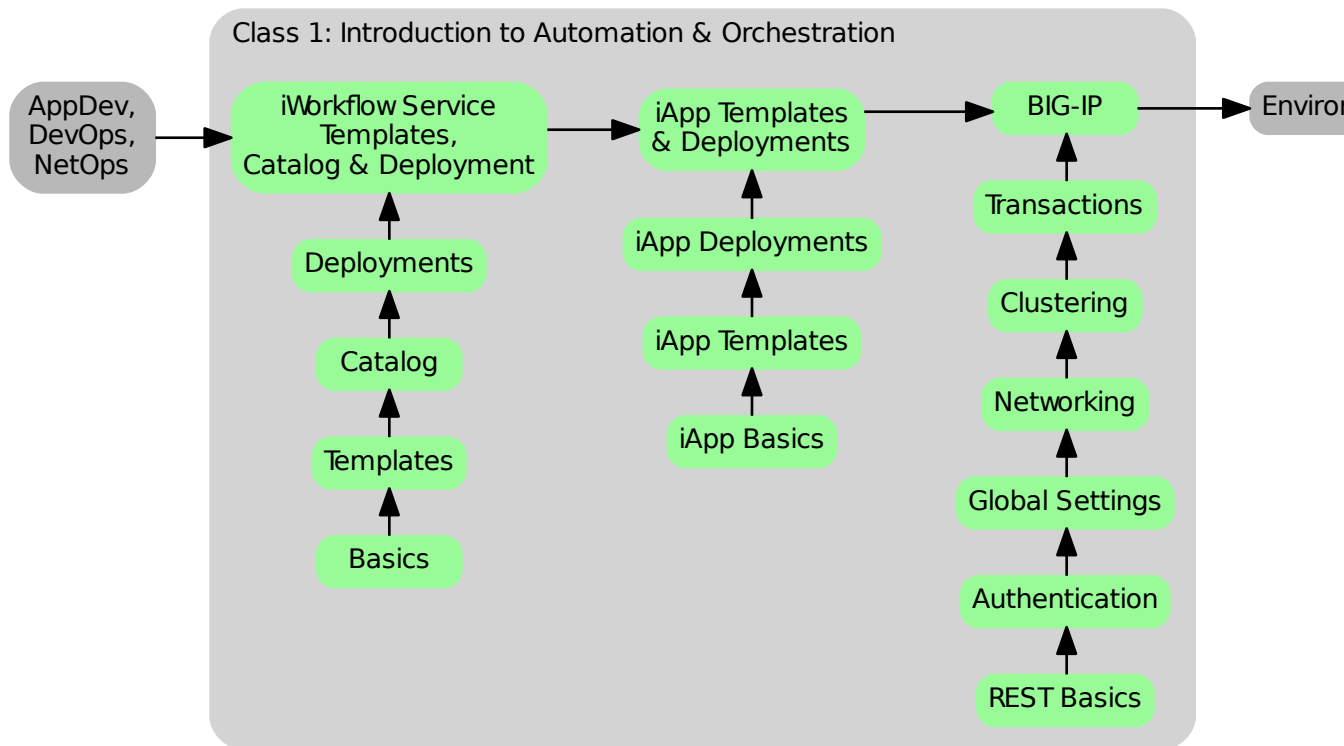 Class 1: Introduction to Automation & Orchestration
AppDev,
DevOps,
NetOps
iWorkflow Service
Templates,
Catalog & Deployment
iApp Templates
& Deployments
BIG-IP
Transactions
Deployments
iApp Deployments
Clustering
Catalog
iApp Templates
Networking
Templates
iApp Basics
Global Settings
Basics
Authentication
REST Basics